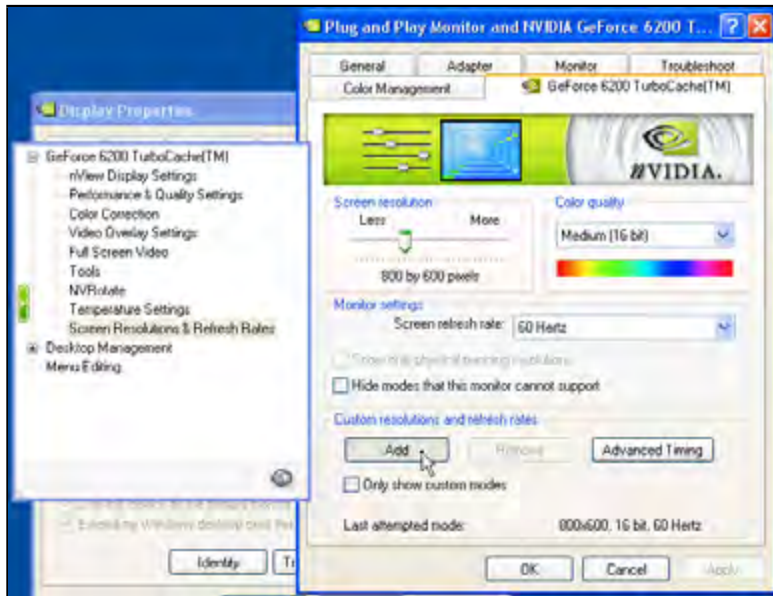 Plug and Play Monitor and NVIDIA GeForce 6200 T...
General Adapter Monitor Troubleshoot
Color Management GeForce 6200 TurboCache(TM)
Display Properties
GeForce 6200 TurboCache(TM)
nView Display Settings
Performance & Quality Settings
Color Correction
Video Overlay Settings
Full Screen Video
Tools
NVRotate
Temperature Settings
Screen Resolutions & Refresh Rates
Desktop Management
Menu Editing
NVIDIA.
Screen resolution
Less More
800 by 600 pixels
Color quality
Medium (16 bit)
Monitor settings
Screen refresh rate: 60 Hertz
Hide modes that this monitor cannot support
Custom resolutions and refresh rates
Add Remove Advanced Timing
Only show custom modes
Last attempted mode: 800x600, 16 bit, 60 Hertz
Identify Tr
OK Cancel Apply